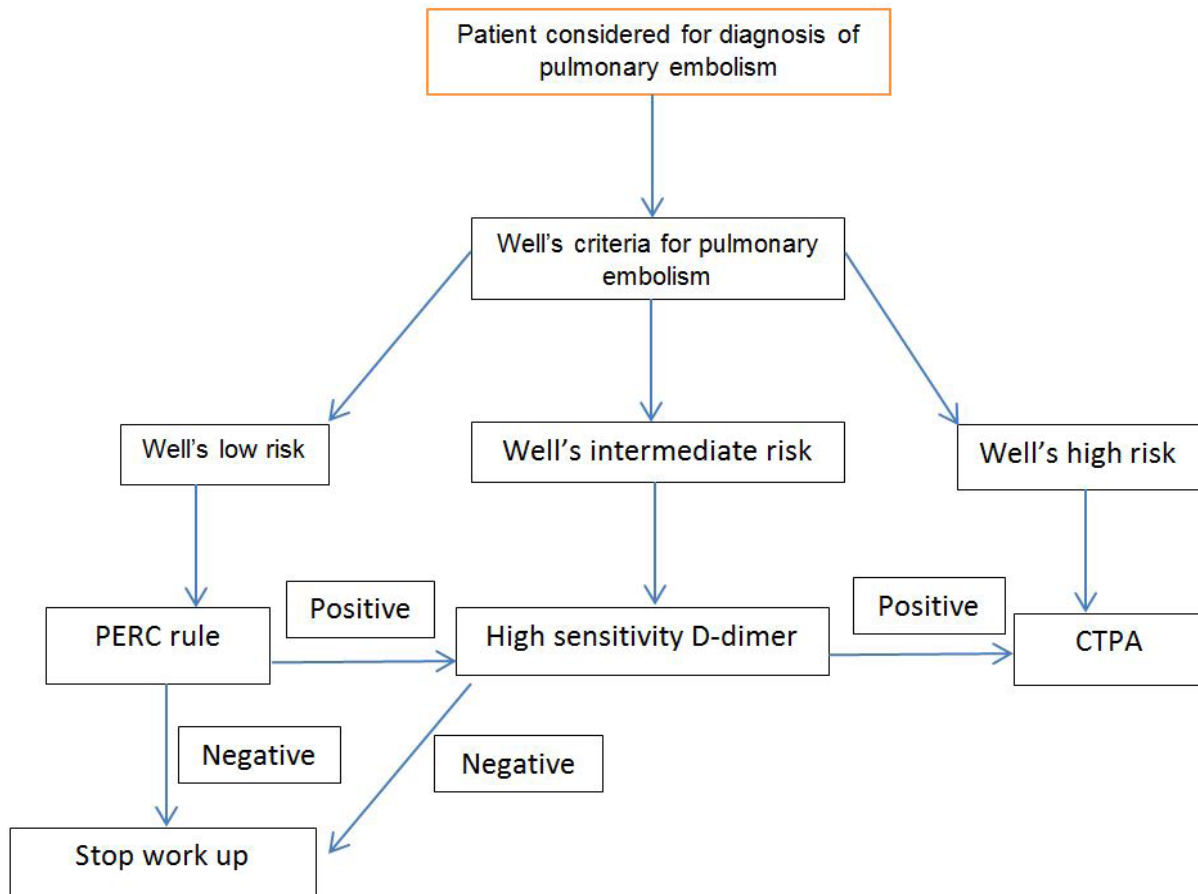 Patient considered for diagnosis of
pulmonary embolism
Well’s criteria for pulmonary
embolism
Well’s low risk
Well’s intermediate risk
Well’s high risk
PERC rule
Positive
High sensitivity D-dimer
Positive
CTPA
Negative
Negative
Stop work up